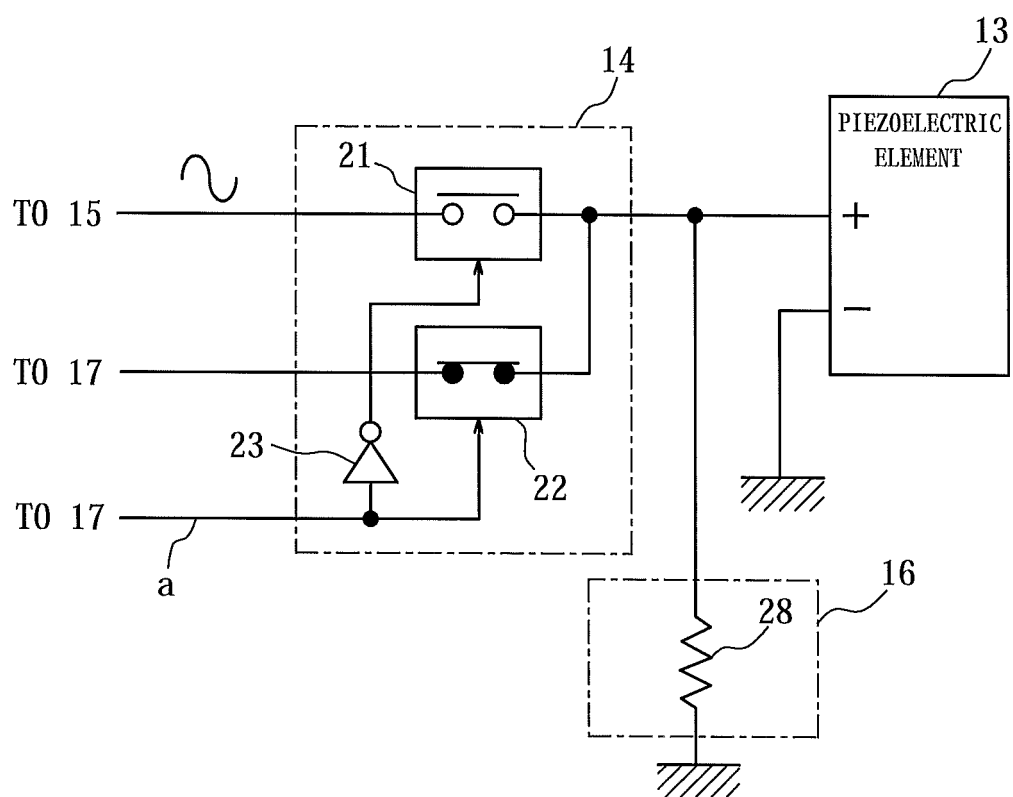 13
14
PIEZOELECTRIC
ELEMENT
21
TO 15
+
−
TO 17
23
22
TO 17
a
16
28